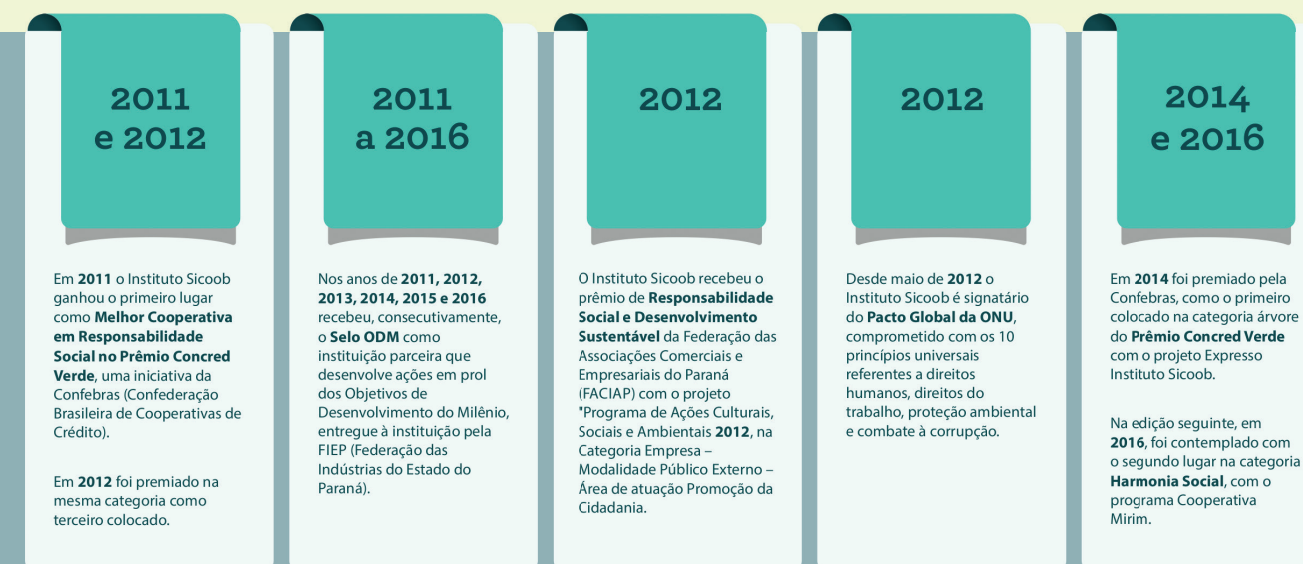 2011
e 2012
Em 2011 o Instituto Sicoob
ganhou o primeiro lugar
como Melhor Cooperativa
em Responsabilidade
Social no Prêmio Concred
Verde, uma iniciativa da
Confebras (Confederação
Brasileira de Cooperativas de
Crédito).
Em 2012 foi premiado na
mesma categoria como
terceiro colocado.
2011
a 2016
Nos anos de 2011, 2012,
2013, 2014, 2015 e 2016
recebeu, consecutivamente,
o Selo ODM como
instituição parceira que
desenvolve ações em prol
dos Objetivos de
Desenvolvimento do Milênio,
entregue à instituição pela
FIEP (Federação das
Indústrias do Estado do
Paraná).
2012
O Instituto Sicoob recebeu o
prêmio de Responsabilidade
Social e Desenvolvimento
Sustentável da Federação das
Associações Comerciais e
Empresariais do Paraná
(FACIAP) com o projeto
"Programa de Ações Culturais,
Sociais e Ambientais 2012, na
Categoria Empresa –
Modalidade Público Externo –
Área de atuação Promoção da
Cidadania.
2012
Desde maio de 2012 o
Instituto Sicoob é signatário
do Pacto Global da ONU,
comprometido com os 10
princípios universais
referentes a direitos
humanos, direitos do
trabalho, proteção ambiental
e combate à corrupção.
2014
e 2016
Em 2014 foi premiado pela
Confebras, como o primeiro
colocado na categoria árvore
do Prêmio Concred Verde
com o projeto Expresso
Instituto Sicoob.
Na edição seguinte, em
2016, foi contemplado com
o segundo lugar na categoria
Harmonia Social, com o
programa Cooperativa
Mirim.